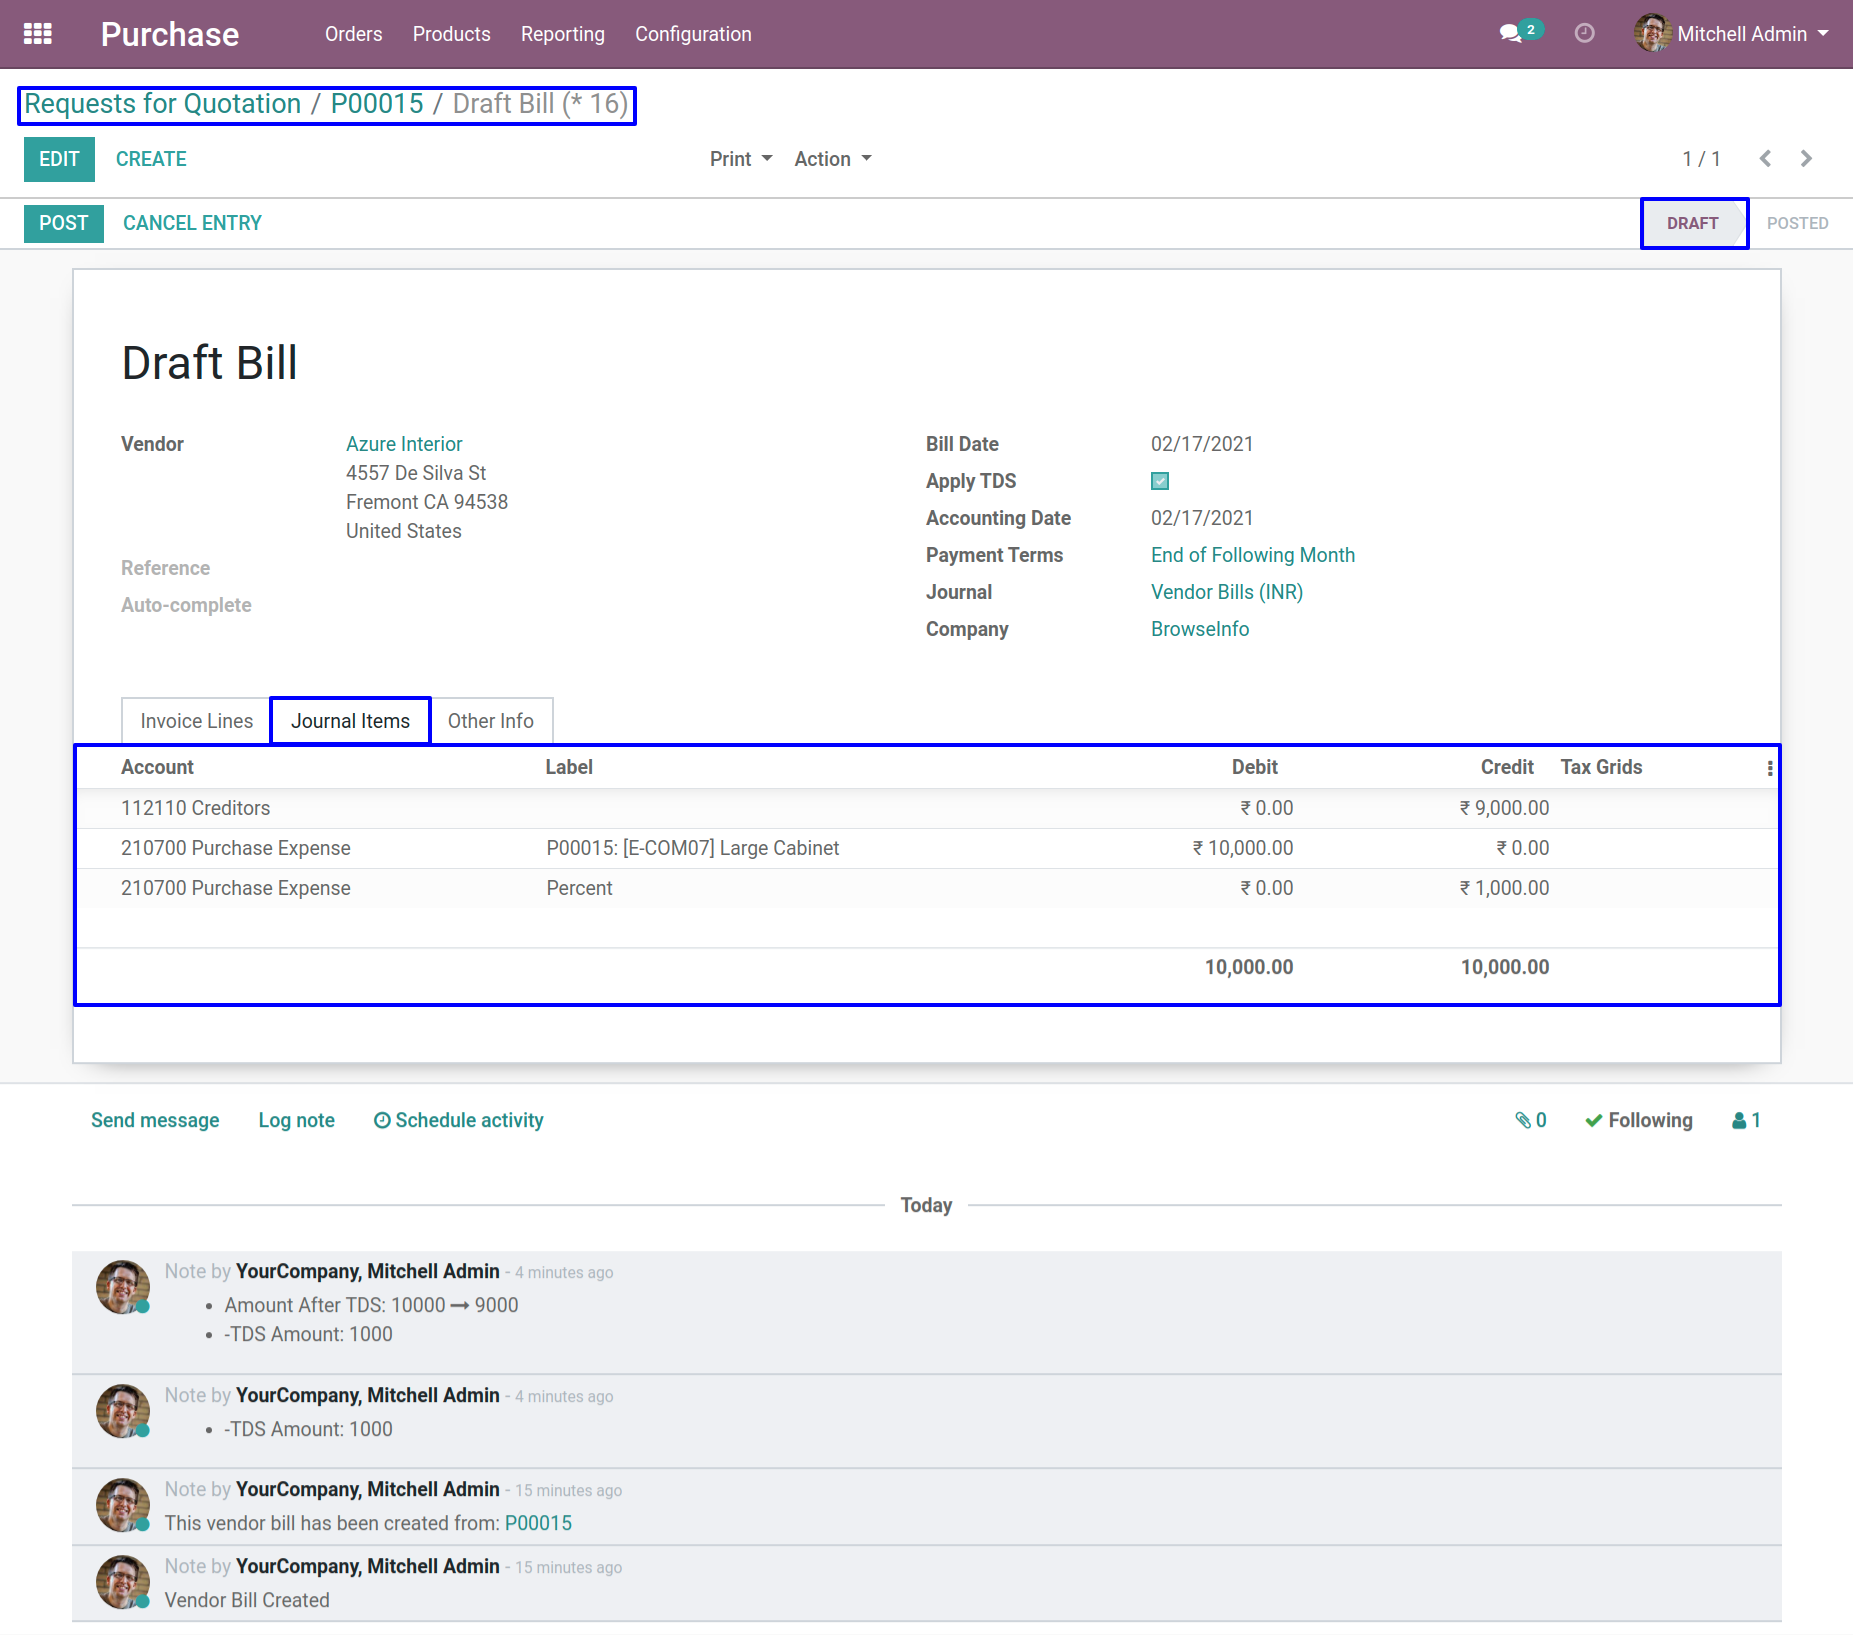 Purchase Orders Products Reporting Configuration 2 Mitchell Admin
Requests for Quotation / P00015 / Draft Bill (* 16)
EDIT CREATE Print Action 1 / 1
POST CANCEL ENTRY DRAFT POSTED
Draft Bill
Vendor Azure Interior
4557 De Silva St
Fremont CA 94538
United States
Reference
Auto-complete
Bill Date 02/17/2021
Apply TDS
Accounting Date 02/17/2021
Payment Terms End of Following Month
Journal Vendor Bills (INR)
Company BrowseInfo
Invoice Lines Journal Items Other Info
Account Label Debit Credit Tax Grids
112110 Creditors ₹ 0.00 ₹ 9,000.00
210700 Purchase Expense P00015: [E-COM07] Large Cabinet ₹ 10,000.00 ₹ 0.00
210700 Purchase Expense Percent ₹ 0.00 ₹ 1,000.00
10,000.00 10,000.00
Send message Log note Schedule activity 0 Following 1
Today
Note by YourCompany, Mitchell Admin - 4 minutes ago
• Amount After TDS: 10000 → 9000
• -TDS Amount: 1000
Note by YourCompany, Mitchell Admin - 4 minutes ago
• -TDS Amount: 1000
Note by YourCompany, Mitchell Admin - 15 minutes ago
This vendor bill has been created from: P00015
Note by YourCompany, Mitchell Admin - 15 minutes ago
Vendor Bill Created